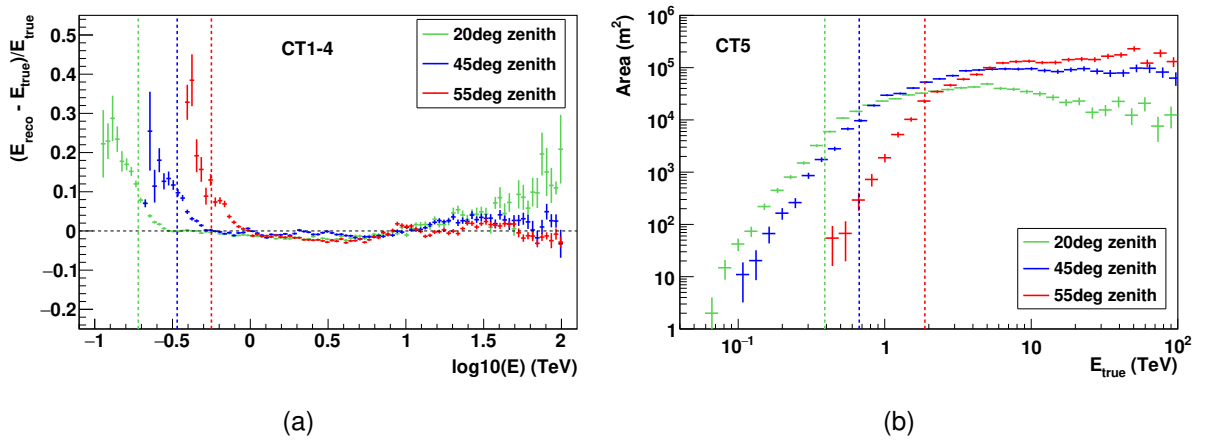 (E_reco - E_true)/E_true
0.5
0.4
0.3
0.2
0.1
0
−0.1
−0.2
CT1-4
20deg zenith
45deg zenith
55deg zenith
−1 −0.5 0 0.5 1 1.5 2
log10(E) (TeV)
(a)
Area (m²)
10⁶
10⁵
10⁴
10³
10²
10
1
CT5
20deg zenith
45deg zenith
55deg zenith
10⁻¹ 1 10 10²
E_true (TeV)
(b)